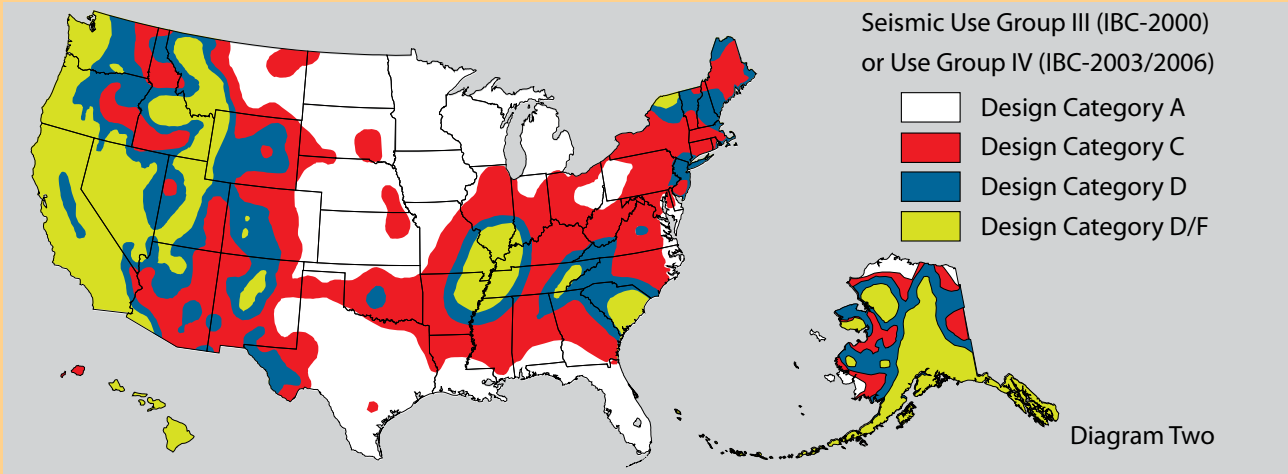 Seismic Use Group III (IBC-2000)
or Use Group IV (IBC-2003/2006)
Design Category A
Design Category C
Design Category D
Design Category D/F
Diagram Two